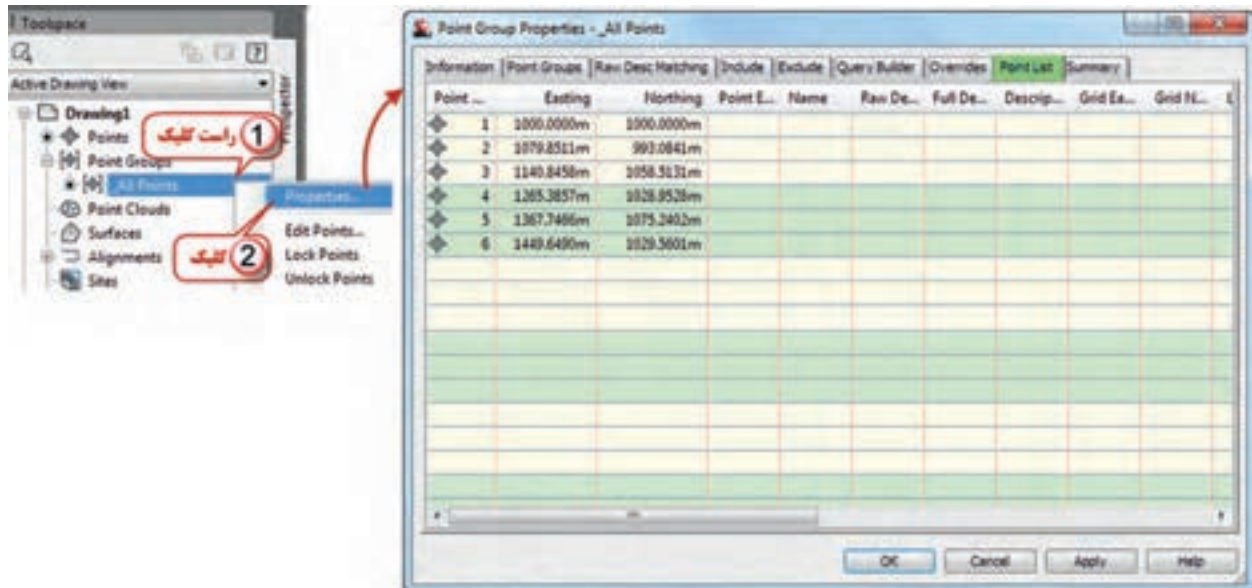 Toolspace
Active Drawing View
Prospector
Drawing1
Points
Point Groups
_All Points
Point Clouds
Surfaces
Alignments
Sites
1 راست کلیک
2 کلیک
Properties...
Edit Points...
Lock Points
Unlock Points
Point Group Properties - _All Points
Information Point Groups Raw Desc Matching Include Exclude Query Builder Overrides Point List Summary
Point ... Easting Northing Point E... Name Raw De... Full De... Descrip... Grid Ea... Grid N... L
1 1000.0000m 1000.0000m
2 1079.8511m 993.0841m
3 1140.8458m 1058.5131m
4 1265.3857m 1028.9528m
5 1367.7466m 1075.2402m
6 1449.6490m 1029.5601m
OK Cancel Apply Help